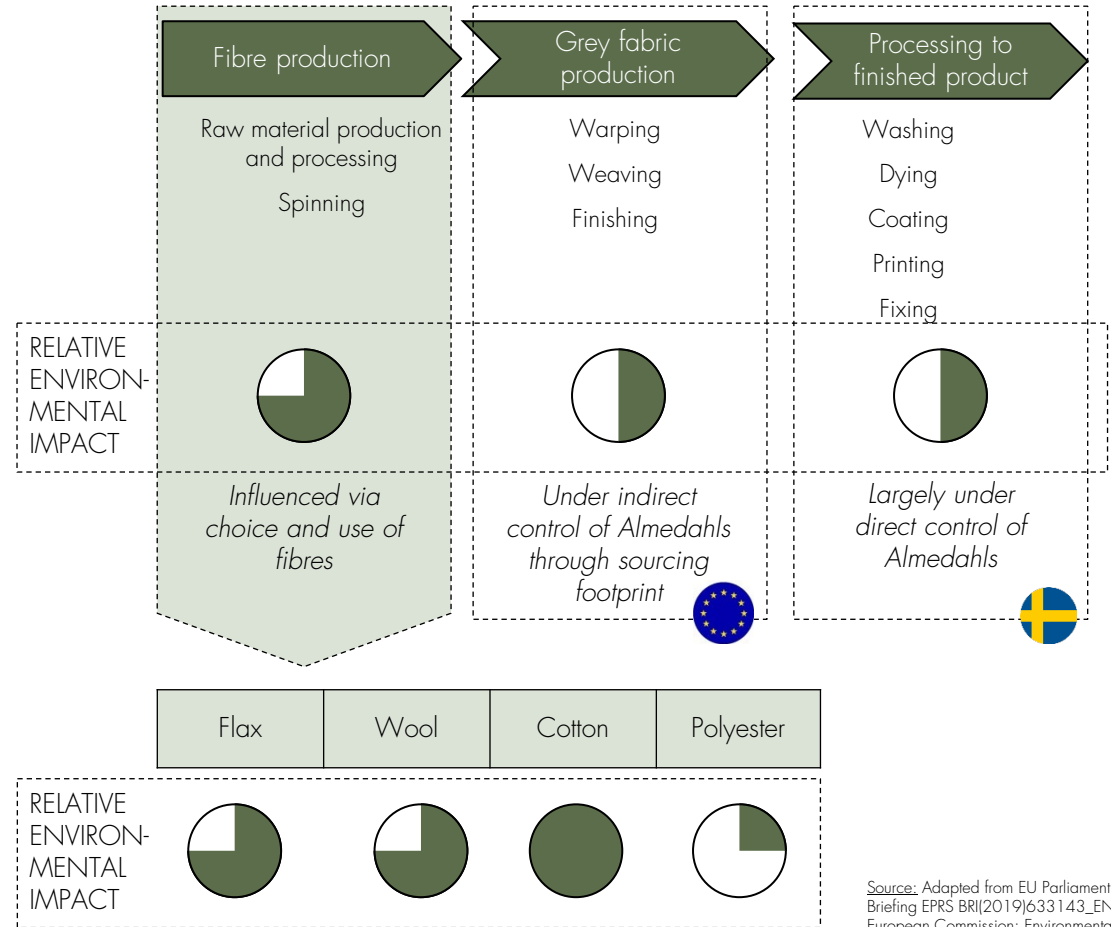 Fibre production
Grey fabric
production
Processing to
finished product
Raw material production
and processing
Spinning
Warping
Weaving
Finishing
Washing
Dying
Coating
Printing
Fixing
RELATIVE
ENVIRON-
MENTAL
IMPACT
Influenced via
choice and use of
fibres
Under indirect
control of Almedahls
through sourcing
footprint
Largely under
direct control of
Almedahls
Flax
Wool
Cotton
Polyester
RELATIVE
ENVIRON-
MENTAL
IMPACT
Source: Adapted from EU Parliament
Briefing EPRS BRI(2019)633143_EN
European Commission: Environmental